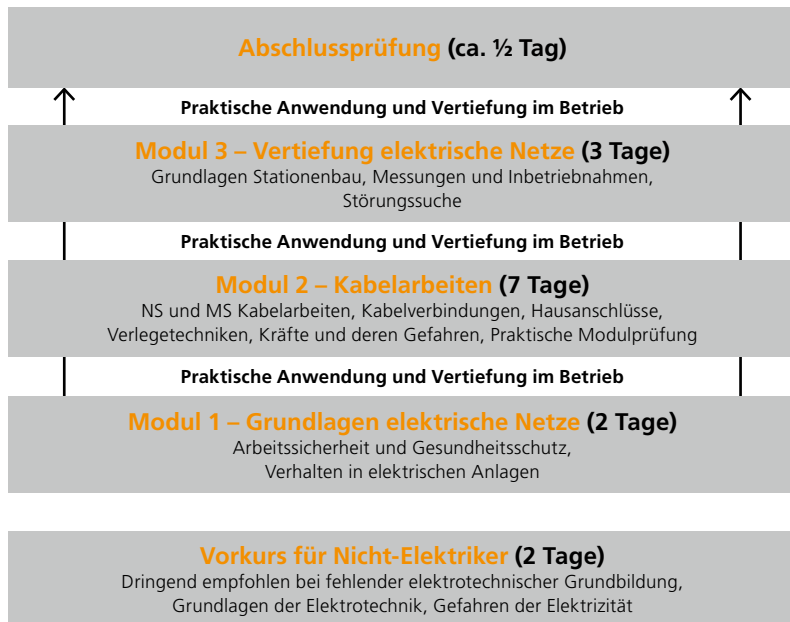 Abschlussprüfung (ca. ½ Tag)
Praktische Anwendung und Vertiefung im Betrieb
Modul 3 – Vertiefung elektrische Netze (3 Tage)
Grundlagen Stationenbau, Messungen und Inbetriebnahmen,
Störungssuche
Praktische Anwendung und Vertiefung im Betrieb
Modul 2 – Kabelarbeiten (7 Tage)
NS und MS Kabelarbeiten, Kabelverbindungen, Hausanschlüsse,
Verlegetechniken, Kräfte und deren Gefahren, Praktische Modulprüfung
Praktische Anwendung und Vertiefung im Betrieb
Modul 1 – Grundlagen elektrische Netze (2 Tage)
Arbeitssicherheit und Gesundheitsschutz,
Verhalten in elektrischen Anlagen
Vorkurs für Nicht-Elektriker (2 Tage)
Dringend empfohlen bei fehlender elektrotechnischer Grundbildung,
Grundlagen der Elektrotechnik, Gefahren der Elektrizität